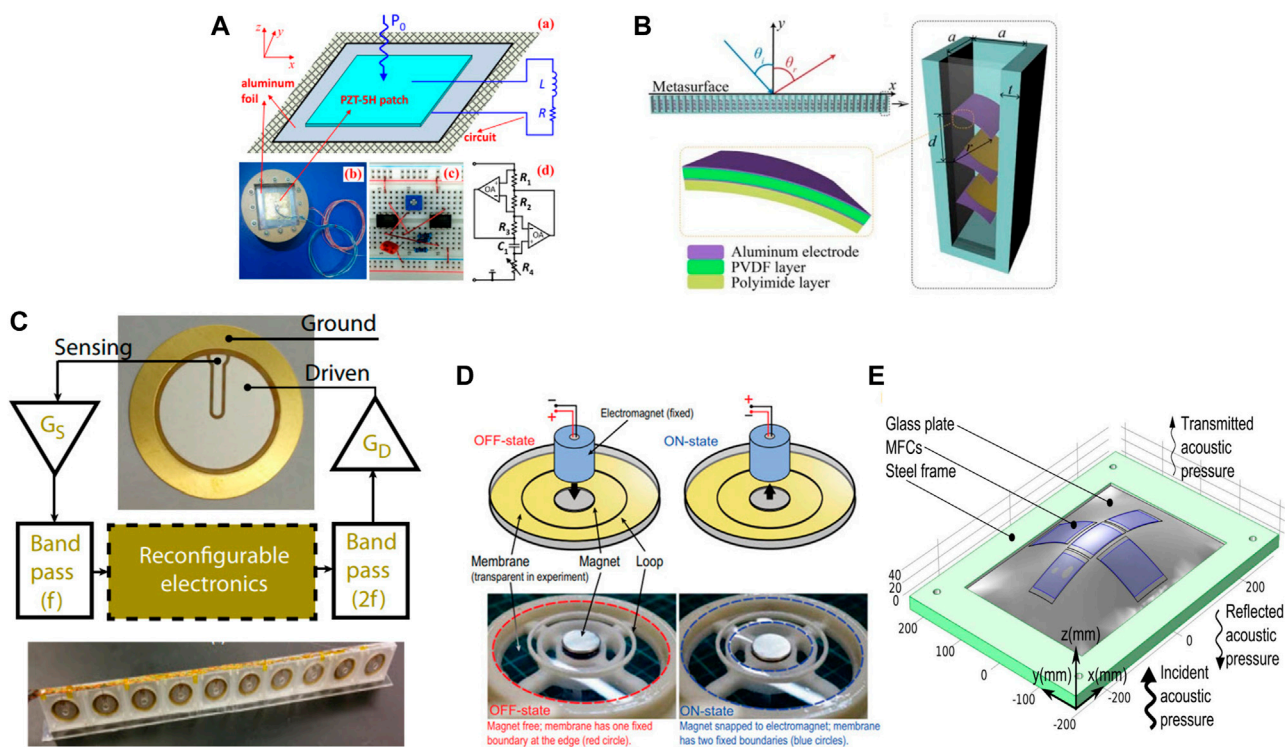 A
(a)
P₀
z
y
x
aluminum
foil
PZT-5H patch
L
R
circuit
(b)
(c)
(d)
OA
R₁
R₂
R₃
OA
C₁
R₄
B
y
θᵢ
θᵣ
Metasurface
x
a
a
t
d
r
Aluminum electrode
PVDF layer
Polyimide layer
C
Ground
Sensing
Driven
G_S
G_D
Band
pass
(f)
Reconfigurable
electronics
Band
pass
(2f)
D
−
+
Electromagnet (fixed)
+
−
OFF-state
ON-state
Membrane
(transparent in experiment)
Magnet
Loop
OFF-state
Magnet free; membrane has one fixed
boundary at the edge (red circle).
ON-state
Magnet snapped to electromagnet; membrane
has two fixed boundaries (blue circles).
E
Glass plate
MFCs
Steel frame
Transmitted
acoustic
pressure
40
20
0
200
100
0
-100
-200
z(mm)
y(mm)
x(mm)
200
0
-200
Reflected
acoustic
pressure
Incident
acoustic
pressure